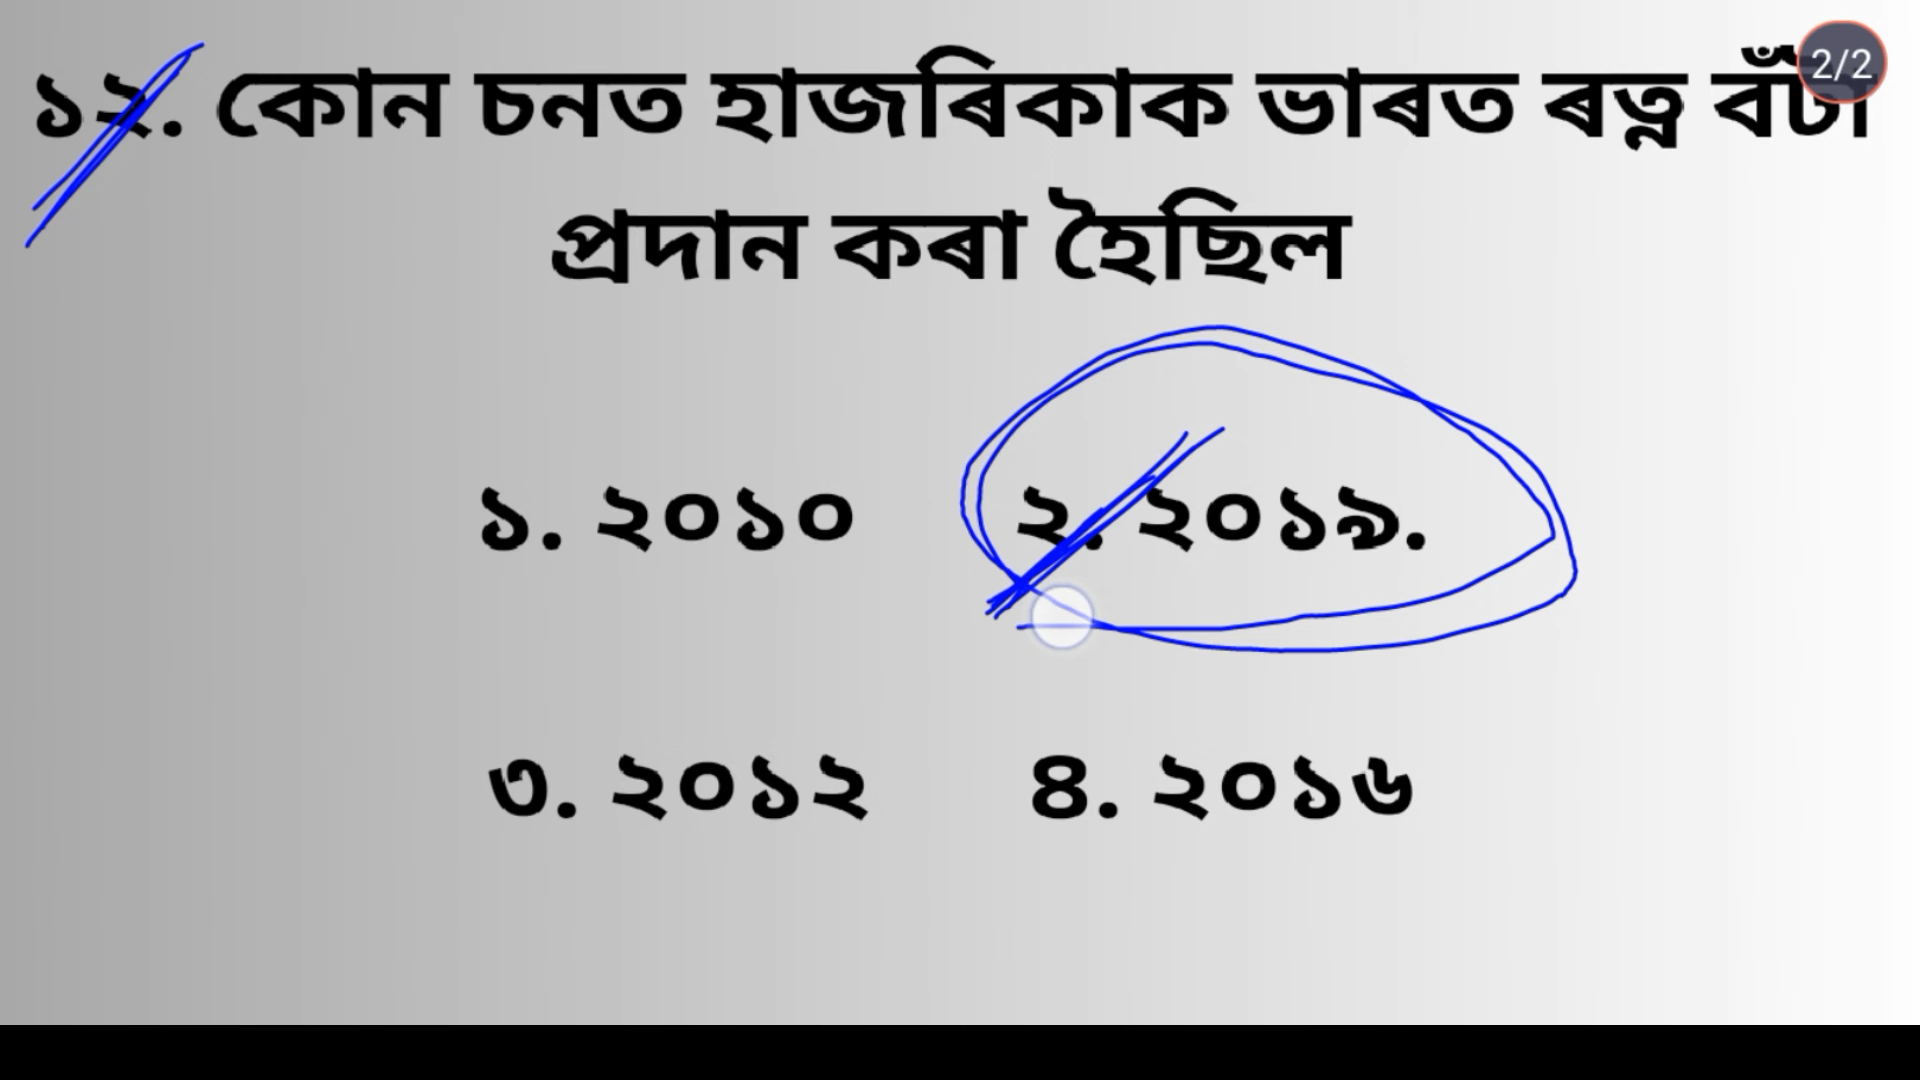 2/2
১২. কোন চনত হাজৰিকাক ভাৰত ৰত্ন বঁটা
প্ৰদান কৰা হৈছিল
১. ২০১০ ২. ২০১৯.
৩. ২০১২ ৪. ২০১৬